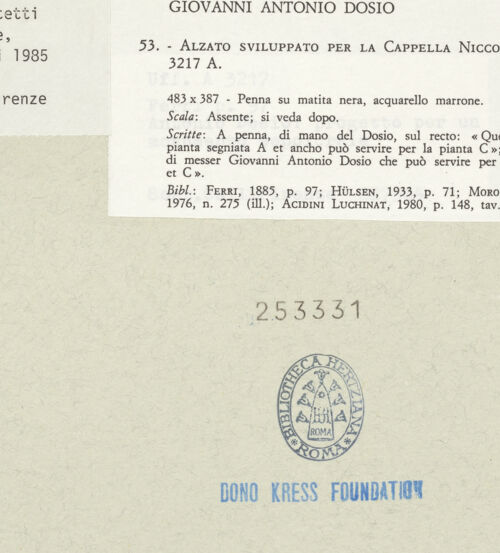 etti
e,
i 1985
renze
GIOVANNI ANTONIO DOSIO
53. - ALZATO SVILUPPATO PER LA CAPPELLA NICCO
3217 A.
483 x 387 - Penna su matita nera, acquarello marrone.
Scala: Assente; si veda dopo.
Scritte: A penna, di mano del Dosio, sul recto: «Que
pianta segniata A et ancho può servire per la pianta C»;
di messer Giovanni Antonio Dosio che può servire per
et C».
Bibl.: FERRI, 1885, p. 97; HÜLSEN, 1933, p. 71; MORO
1976, n. 275 (ill.); ACIDINI LUCHINAT, 1980, p. 148, tav.
253331
BIBLIOTHECA HERTZIANA
ROMA
ROMA
DONO KRESS FOUNDATION